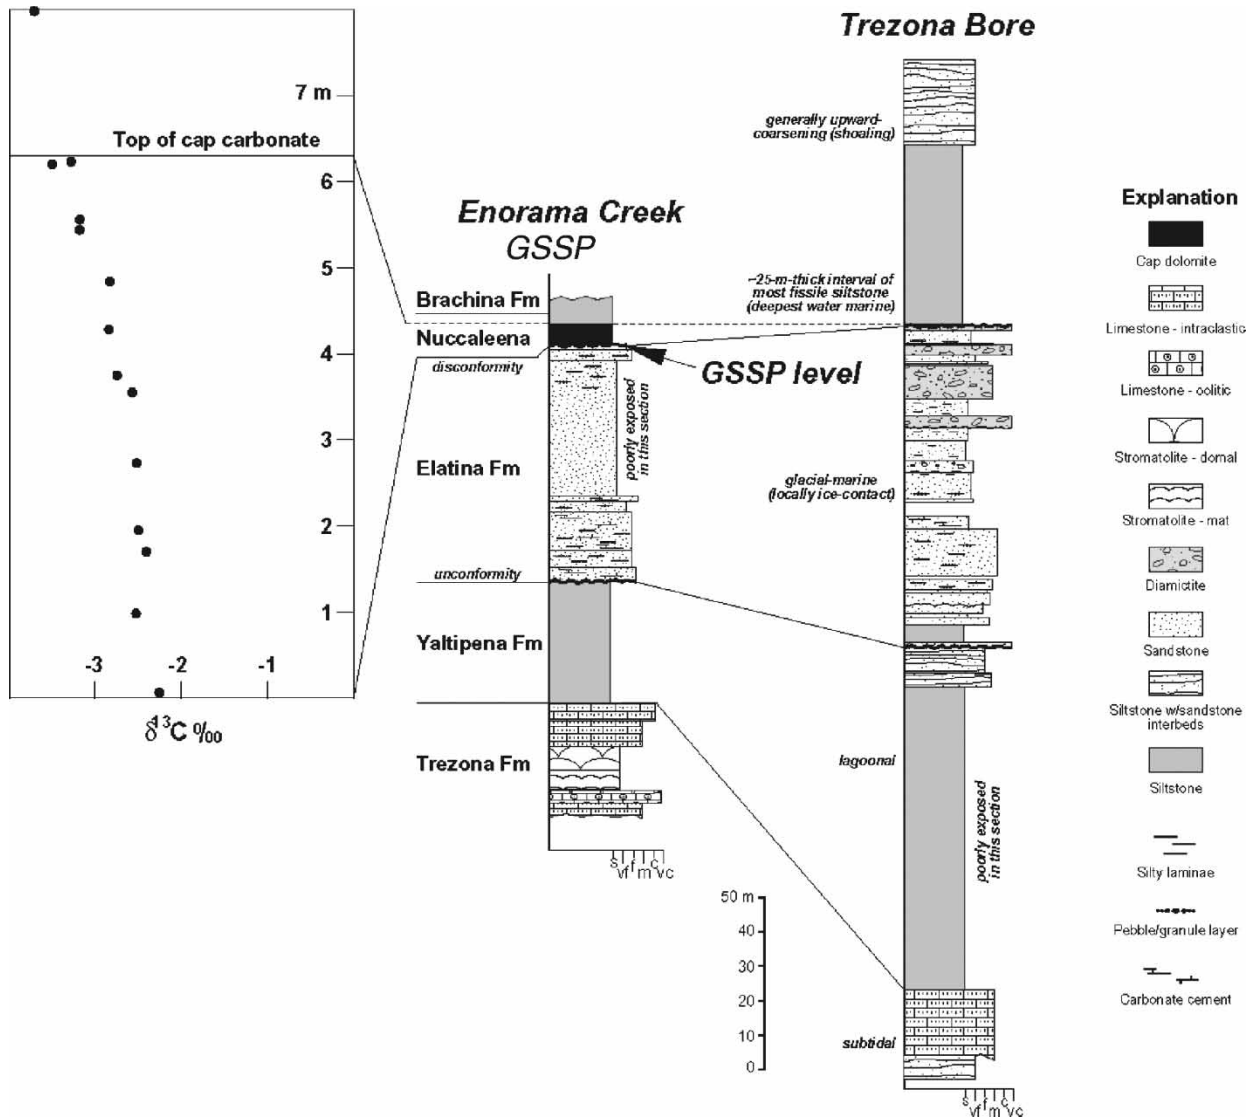 Trezona Bore
7 m
Top of cap carbonate
6
5
4
3
2
1
-3
-2
-1
δ13C ‰
Enorama Creek
GSSP
Brachina Fm
Nuccaleena
disconformity
GSSP level
Elatina Fm
poorly exposed
in this section
unconformity
Yaltipena Fm
Trezona Fm
s
vf
f
m
c
vc
generally upward-
coarsening (shoaling)
~25-m-thick interval of
most fissile siltstone
(deepest water marine)
glacial-marine
(locally ice-contact)
lagoonal
poorly exposed
in this section
subtidal
s
vf
f
m
c
vc
50 m
40
30
20
10
0
Explanation
Cap dolomite
Limestone - intraclastic
Limestone - oolitic
Stromatolite - domal
Stromatolite - mat
Diamictite
Sandstone
Siltstone w/sandstone
interbeds
Siltstone
Silty laminae
Pebble/granule layer
Carbonate cement